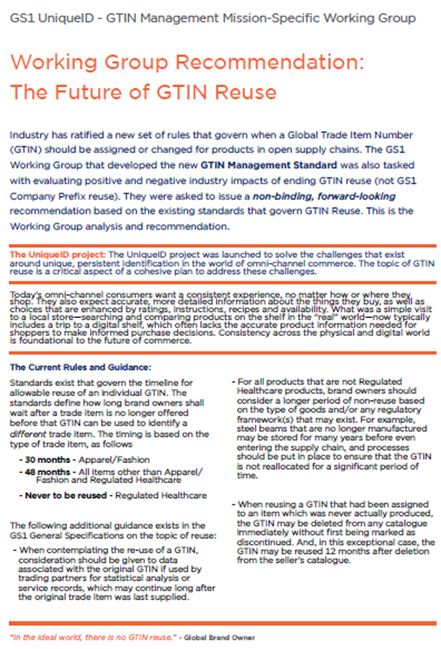 GS1 UniqueID - GTIN Management Mission-Specific Working Group
Working Group Recommendation:
The Future of GTIN Reuse
Industry has ratified a new set of rules that govern when a Global Trade Item Number
(GTIN) should be assigned or changed for products in open supply chains. The GS1
Working Group that developed the new GTIN Management Standard was also tasked
with evaluating positive and negative industry impacts of ending GTIN reuse (not GS1
Company Prefix reuse). They were asked to issue a non-binding, forward-looking
recommendation based on the existing standards that govern GTIN Reuse. This is the
Working Group analysis and recommendation.
The UniqueID project: The UniqueID project was launched to solve the challenges that exist
around unique, persistent identification in the world of omni-channel commerce. The topic of GTIN
reuse is a critical aspect of a cohesive plan to address these challenges.
Today's omni-channel consumers want a consistent experience, no matter how or where they
shop. They also expect accurate, more detailed information about the things they buy, as well as
choices that are enhanced by ratings, instructions, recipes and availability. What was a simple visit
to a local store—searching and comparing products on the shelf in the "real" world—now typically
includes a trip to a digital shelf, which often lacks the accurate product information needed for
shoppers to make informed purchase decisions. Consistency across the physical and digital world
is foundational to the future of commerce.
The Current Rules and Guidance:
Standards exist that govern the timeline for
allowable reuse of an individual GTIN. The
standards define how long brand owners shall
wait after a trade item is no longer offered
before that GTIN can be used to identify a
different trade item. The timing is based on the
type of trade item, as follows
- 30 months - Apparel/Fashion
- 48 months - All items other than Apparel/
Fashion and Regulated Healthcare
- Never to be reused - Regulated Healthcare
The following additional guidance exists in the
GS1 General Specifications on the topic of reuse:
- When contemplating the re-use of a GTIN,
consideration should be given to data
associated with the original GTIN if used by
trading partners for statistical analysis or
service records, which may continue long after
the original trade item was last supplied.
- For all products that are not Regulated
Healthcare products, brand owners should
consider a longer period of non-reuse based
on the type of goods and/or any regulatory
framework(s) that may exist. For example,
steel beams that are no longer manufactured
may be stored for many years before even
entering the supply chain, and processes
should be put in place to ensure that the GTIN
is not reallocated for a significant period of
time.
- When reusing a GTIN that had been assigned
to an item which was never actually produced,
the GTIN may be deleted from any catalogue
immediately without first being marked as
discontinued. And, in this exceptional case, the
GTIN may be reused 12 months after deletion
from the seller's catalogue.
"In the ideal world, there is no GTIN reuse." - Global Brand Owner